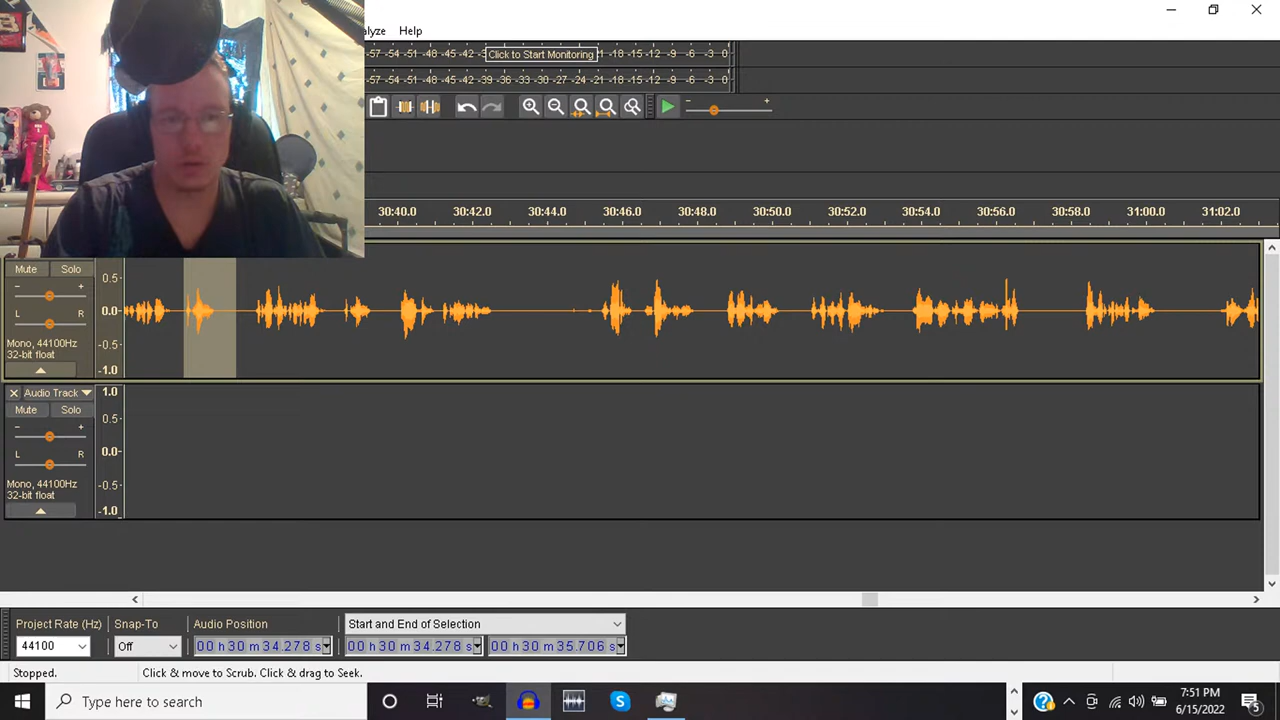 alyze Help
-57 -54 -51 -48 -45 -42 -3 Click to Start Monitoring 21 -18 -15 -12 -9 -6 -3 0
-57 -54 -51 -48 -45 -42 -39 -36 -33 -30 -27 -24 -21 -18 -15 -12 -9 -6 -3 0
- +
30:40.0 30:42.0 30:44.0 30:46.0 30:48.0 30:50.0 30:52.0 30:54.0 30:56.0 30:58.0 31:00.0 31:02.0
Mute Solo
- +
L R
Mono, 44100Hz
32-bit float
0.5
0.0
-0.5
-1.0
Audio Track
Mute Solo
- +
L R
Mono, 44100Hz
32-bit float
1.0
0.5
0.0
-0.5
-1.0
Project Rate (Hz) Snap-To Audio Position Start and End of Selection
44100 Off 00 h 30 m 34.278 s 00 h 30 m 34.278 s 00 h 30 m 35.706 s
Stopped. Click & move to Scrub. Click & drag to Seek.
Type here to search
7:51 PM
6/15/2022
5